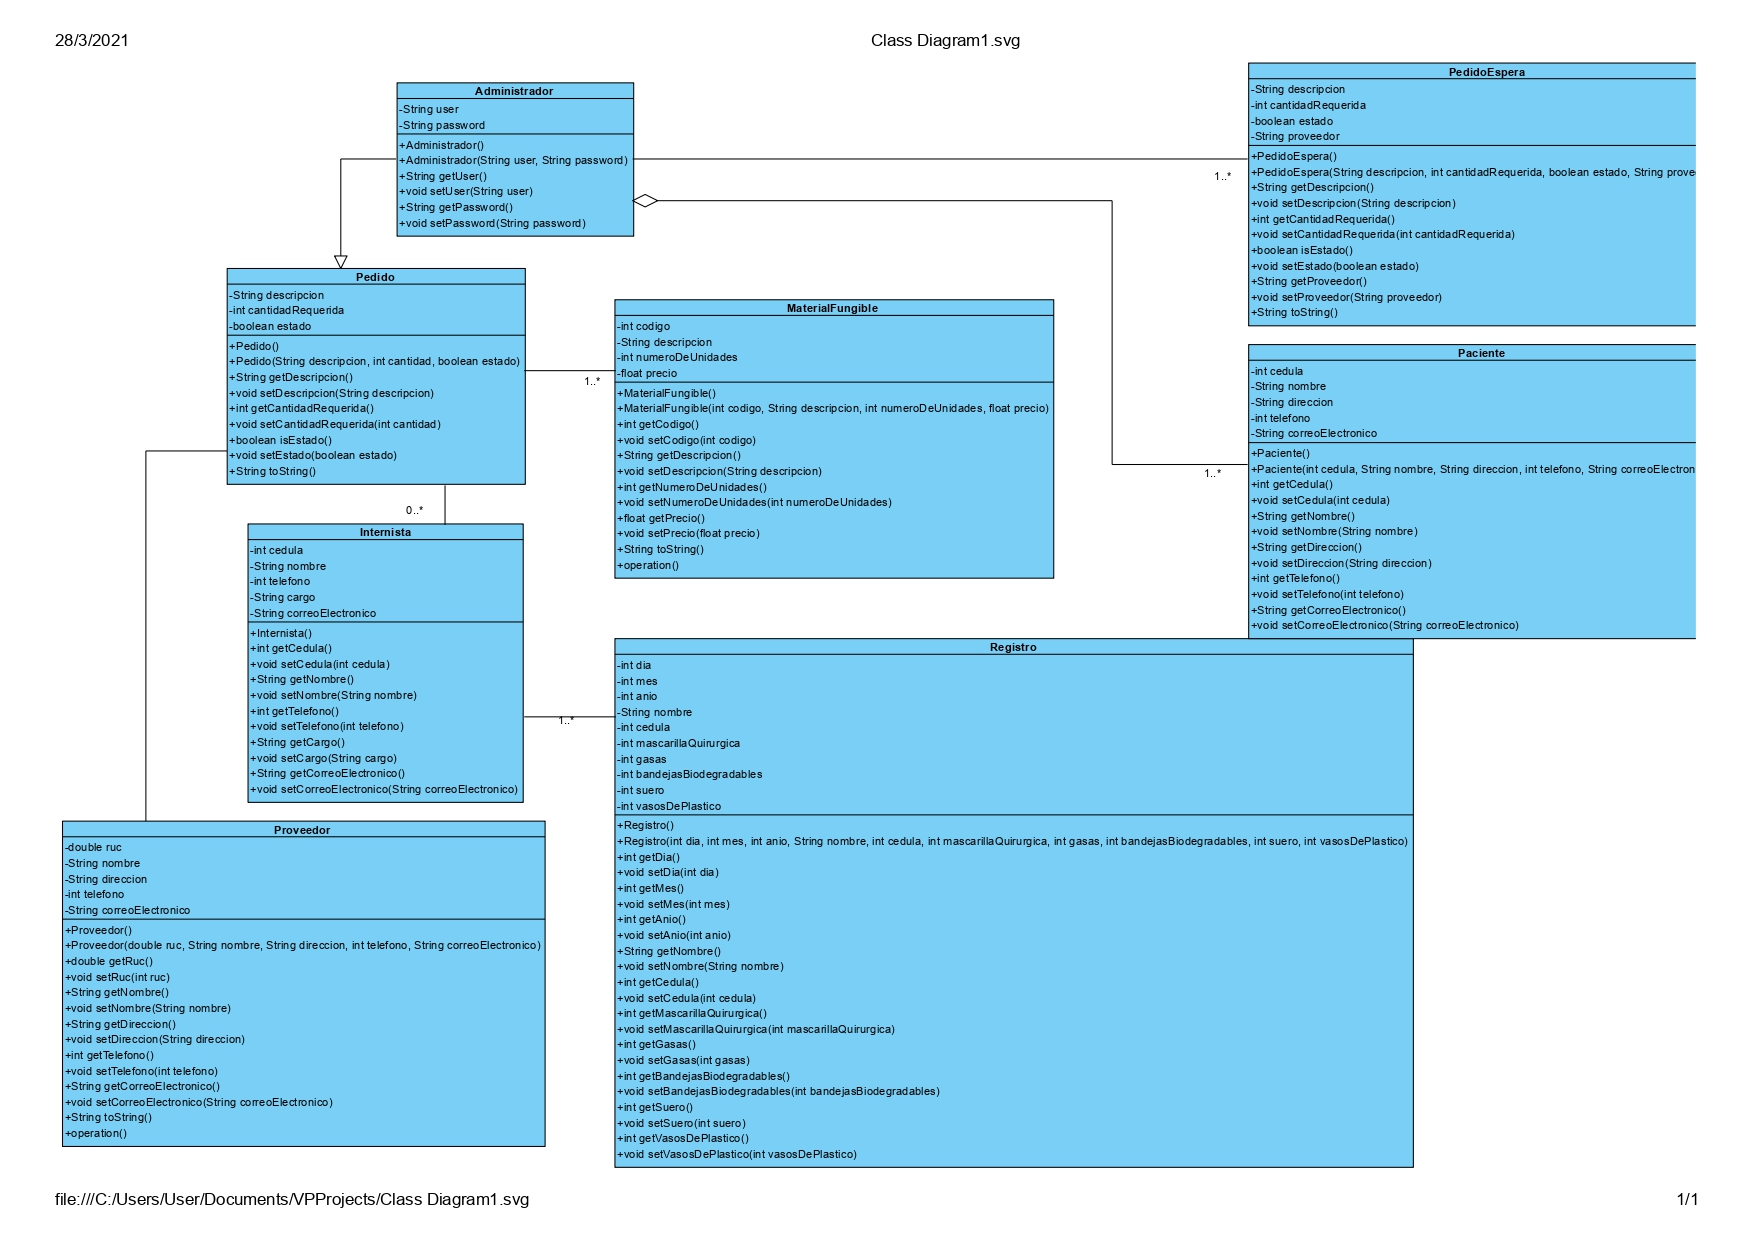 28/3/2021
Class Diagram1.svg
Administrador
-String user
-String password
+Administrador()
+Administrador(String user, String password)
+String getUser()
+void setUser(String user)
+String getPassword()
+void setPassword(String password)
PedidoEspera
-String descripcion
-int cantidadRequerida
-boolean estado
-String proveedor
+PedidoEspera()
+PedidoEspera(String descripcion, int cantidadRequerida, boolean estado, String prove
+String getDescripcion()
+void setDescripcion(String descripcion)
+int getCantidadRequerida()
+void setCantidadRequerida(int cantidadRequerida)
+boolean isEstado()
+void setEstado(boolean estado)
+String getProveedor()
+void setProveedor(String proveedor)
+String toString()
1..*
Pedido
-String descripcion
-int cantidadRequerida
-boolean estado
+Pedido()
+Pedido(String descripcion, int cantidad, boolean estado)
+String getDescripcion()
+void setDescripcion(String descripcion)
+int getCantidadRequerida()
+void setCantidadRequerida(int cantidad)
+boolean isEstado()
+void setEstado(boolean estado)
+String toString()
1..*
MaterialFungible
-int codigo
-String descripcion
-int numeroDeUnidades
-float precio
+MaterialFungible()
+MaterialFungible(int codigo, String descripcion, int numeroDeUnidades, float precio)
+int getCodigo()
+void setCodigo(int codigo)
+String getDescripcion()
+void setDescripcion(String descripcion)
+int getNumeroDeUnidades()
+void setNumeroDeUnidades(int numeroDeUnidades)
+float getPrecio()
+void setPrecio(float precio)
+String toString()
+operation()
Paciente
-int cedula
-String nombre
-String direccion
-int telefono
-String correoElectronico
+Paciente()
+Paciente(int cedula, String nombre, String direccion, int telefono, String correoElectron
+int getCedula()
+void setCedula(int cedula)
+String getNombre()
+void setNombre(String nombre)
+String getDireccion()
+void setDireccion(String direccion)
+int getTelefono()
+void setTelefono(int telefono)
+String getCorreoElectronico()
+void setCorreoElectronico(String correoElectronico)
1..*
0..*
Internista
-int cedula
-String nombre
-int telefono
-String cargo
-String correoElectronico
+Internista()
+int getCedula()
+void setCedula(int cedula)
+String getNombre()
+void setNombre(String nombre)
+int getTelefono()
+void setTelefono(int telefono)
+String getCargo()
+void setCargo(String cargo)
+String getCorreoElectronico()
+void setCorreoElectronico(String correoElectronico)
1..*
Registro
-int dia
-int mes
-int anio
-String nombre
-int cedula
-int mascarillaQuirurgica
-int gasas
-int bandejasBiodegradables
-int suero
-int vasosDePlastico
+Registro()
+Registro(int dia, int mes, int anio, String nombre, int cedula, int mascarillaQuirurgica, int gasas, int bandejasBiodegradables, int suero, int vasosDePlastico)
+int getDia()
+void setDia(int dia)
+int getMes()
+void setMes(int mes)
+int getAnio()
+void setAnio(int anio)
+String getNombre()
+void setNombre(String nombre)
+int getCedula()
+void setCedula(int cedula)
+int getMascarillaQuirurgica()
+void setMascarillaQuirurgica(int mascarillaQuirurgica)
+int getGasas()
+void setGasas(int gasas)
+int getBandejasBiodegradables()
+void setBandejasBiodegradables(int bandejasBiodegradables)
+int getSuero()
+void setSuero(int suero)
+int getVasosDePlastico()
+void setVasosDePlastico(int vasosDePlastico)
Proveedor
-double ruc
-String nombre
-String direccion
-int telefono
-String correoElectronico
+Proveedor()
+Proveedor(double ruc, String nombre, String direccion, int telefono, String correoElectronico)
+double getRuc()
+void setRuc(int ruc)
+String getNombre()
+void setNombre(String nombre)
+String getDireccion()
+void setDireccion(String direccion)
+int getTelefono()
+void setTelefono(int telefono)
+String getCorreoElectronico()
+void setCorreoElectronico(String correoElectronico)
+String toString()
+operation()
file:///C:/Users/User/Documents/VPProjects/Class Diagram1.svg
1/1